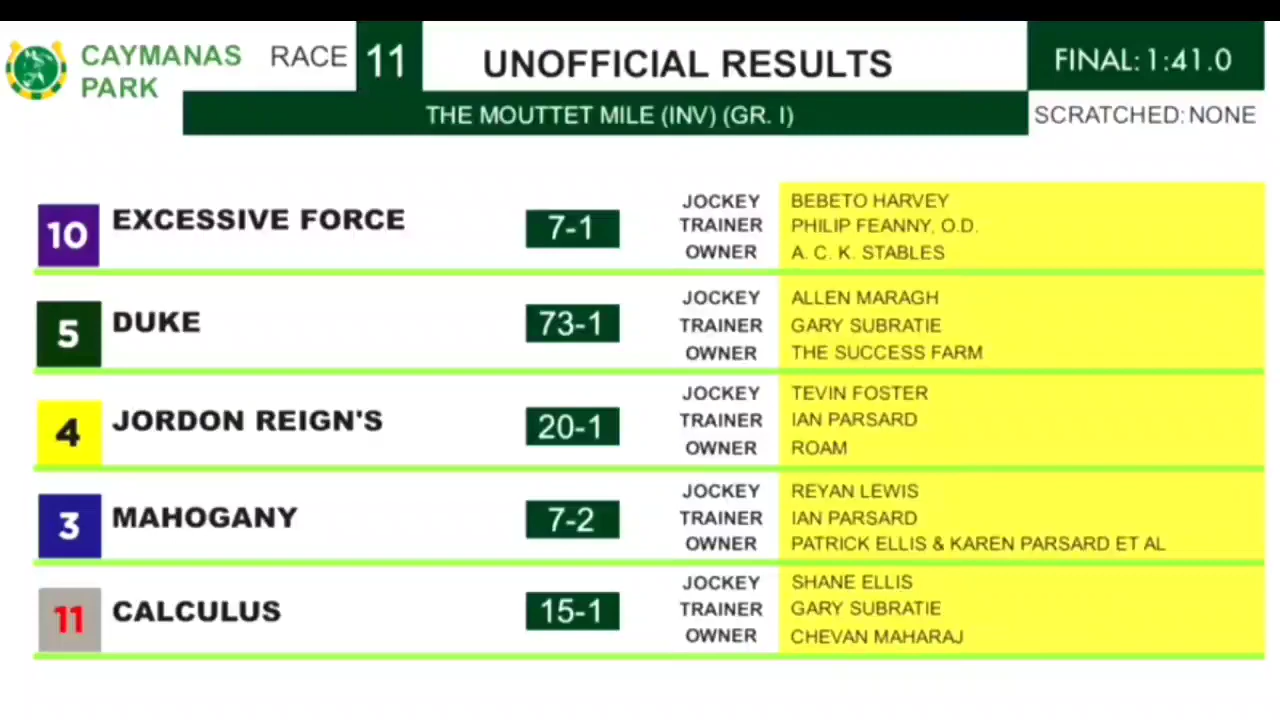 CAYMANAS PARK
RACE 11
UNOFFICIAL RESULTS
FINAL: 1:41.0
THE MOUTTET MILE (INV) (GR. I)
SCRATCHED: NONE
10 EXCESSIVE FORCE 7-1
JOCKEY BEBETO HARVEY
TRAINER PHILIP FEANNY, O.D.
OWNER A. C. K. STABLES
5 DUKE 73-1
JOCKEY ALLEN MARAGH
TRAINER GARY SUBRATIE
OWNER THE SUCCESS FARM
4 JORDON REIGN'S 20-1
JOCKEY TEVIN FOSTER
TRAINER IAN PARSARD
OWNER ROAM
3 MAHOGANY 7-2
JOCKEY REYAN LEWIS
TRAINER IAN PARSARD
OWNER PATRICK ELLIS & KAREN PARSARD ET AL
11 CALCULUS 15-1
JOCKEY SHANE ELLIS
TRAINER GARY SUBRATIE
OWNER CHEVAN MAHARAJ